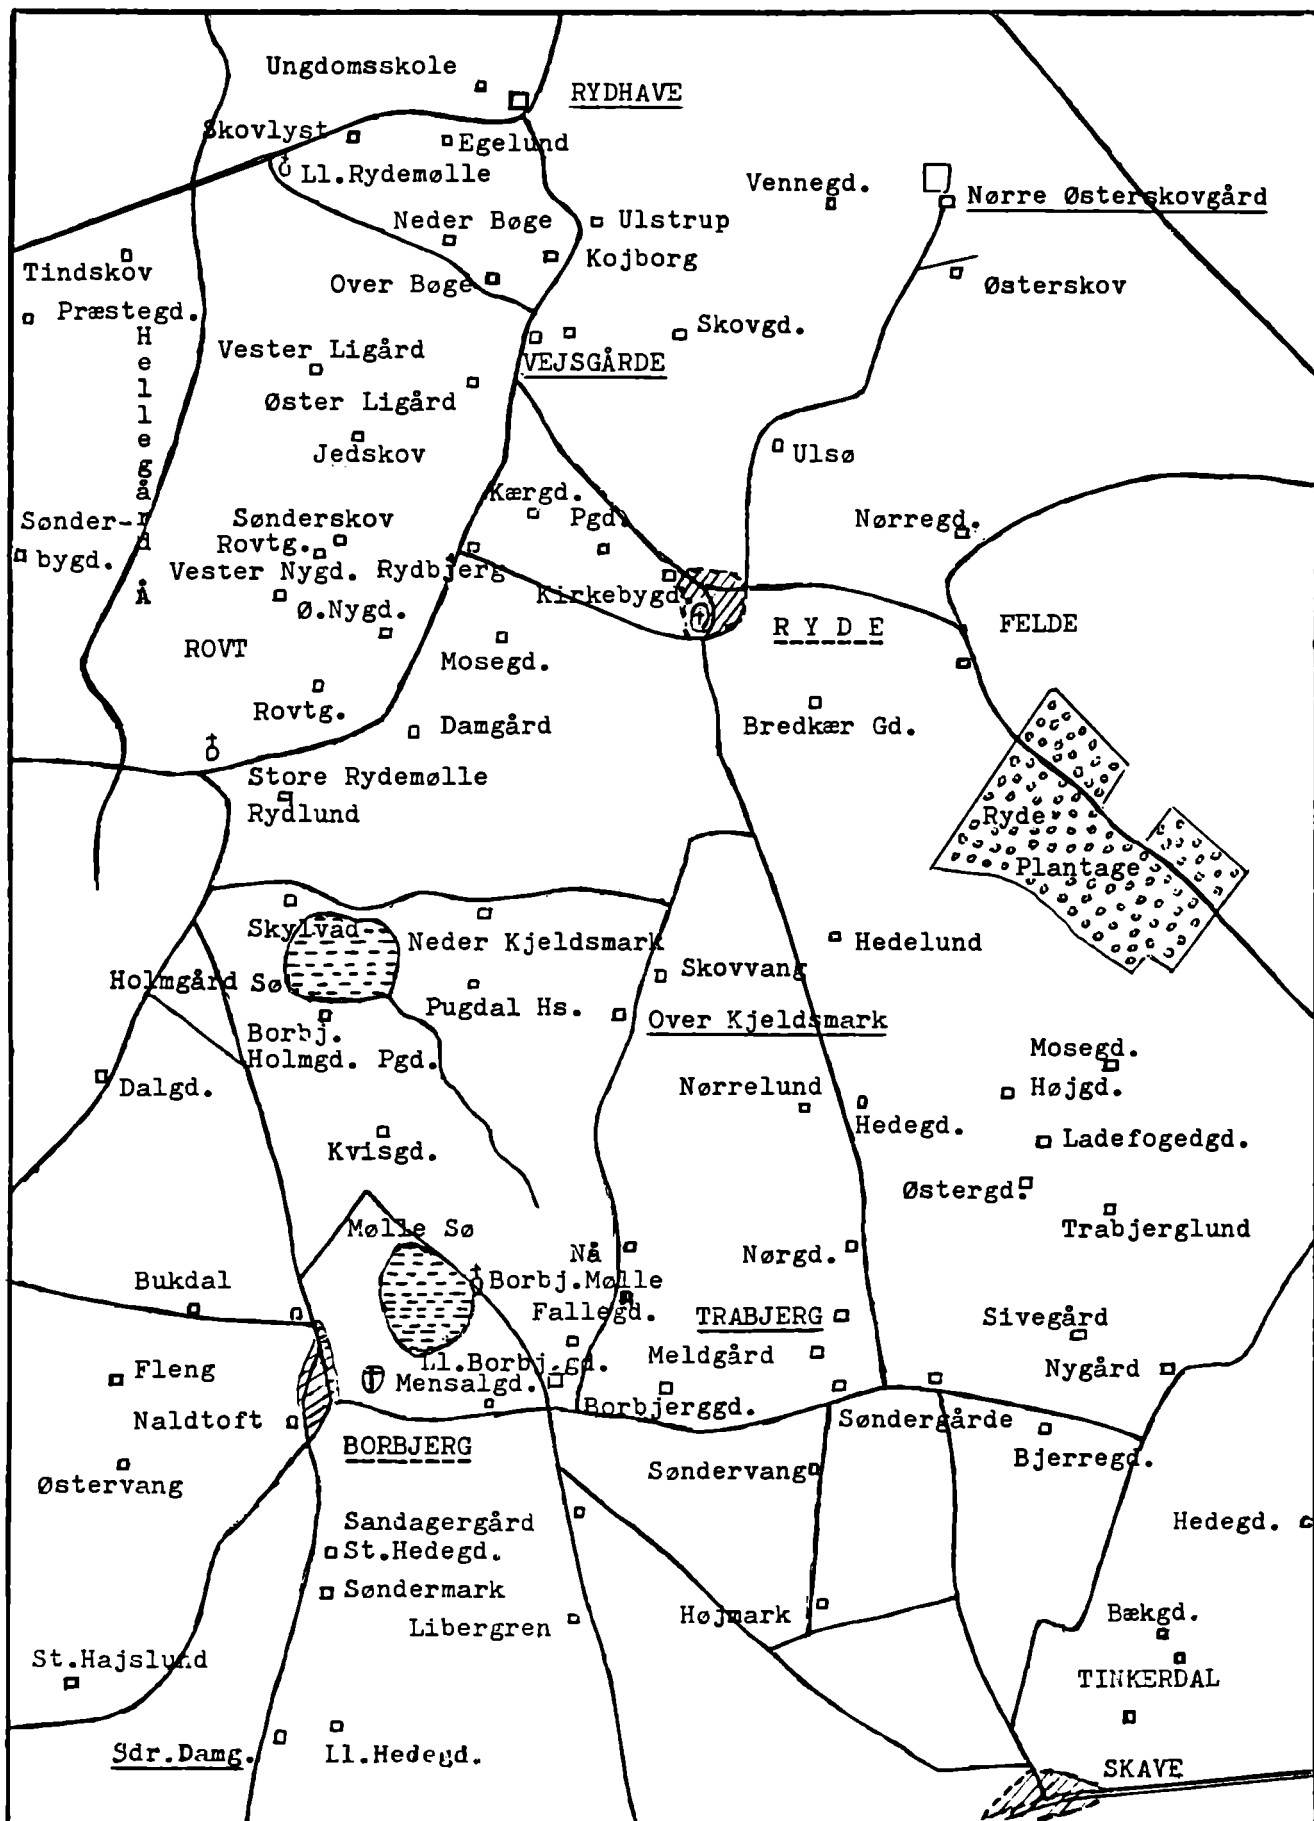 Ungdomsskole
RYDHAVE
Skovlyst
Egelund
Ll.Rydemølle
Vennegd.
Nørre Østerskovgård
Neder Bøge
Ulstrup
Kojborg
Tindskov
Over Bøge
Østerskov
Præstegd.
Skovgd.
Hellegård Å
Vester Ligård
VEJSGÅRDE
Øster Ligård
Jedskov
Ulsø
Kærgd.
Pgd.
Sønder-
bygd.
Sønderskov
Nørregd.
Rovtg.
Vester Nygd.
Rydbjerg
Kirkebygd.
Ø.Nygd.
RYDE
FELDE
ROVT
Mosegd.
Rovtg.
Damgård
Bredkær Gd.
Store Rydemølle
Rydlund
Ryde
Plantage
Skylvad
Neder Kjeldsmark
Hedelund
Holmgård Sø
Skovvang
Pugdal Hs.
Over Kjeldsmark
Borbj.
Holmgd. Pgd.
Mosegd.
Dalgd.
Nørrelund
Højgd.
Hedegd.
Kvisgd.
Ladefogedgd.
Østergd.
Mølle Sø
Trabjerglund
Nå
Nørgd.
Bukdal
Borbj.Mølle
Fallegd.
TRABJERG
Sivegård
Fleng
Ll.Borbj.gd.
Meldgård
Nygård
Mensalgd.
Naldtoft
Borbjerggd.
Søndergårde
BORBJERG
Bjerregd.
Østervang
Søndervang
Sandagergård
Hedegd.
St.Hedegd.
Søndermark
Højmark
Bækgd.
Libergren
St.Hajslund
TINKERDAL
Sdr.Damg.
Ll.Hedegd.
SKAVE